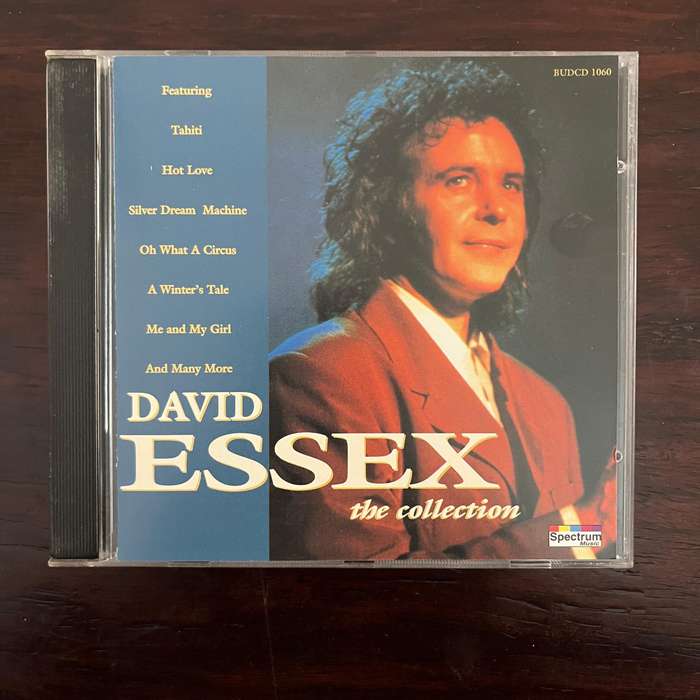 BUDCD 1060
Featuring
Tahiti
Hot Love
Silver Dream Machine
Oh What A Circus
A Winter's Tale
Me and My Girl
And Many More
DAVID
ESSEX
the collection
Spectrum
Music